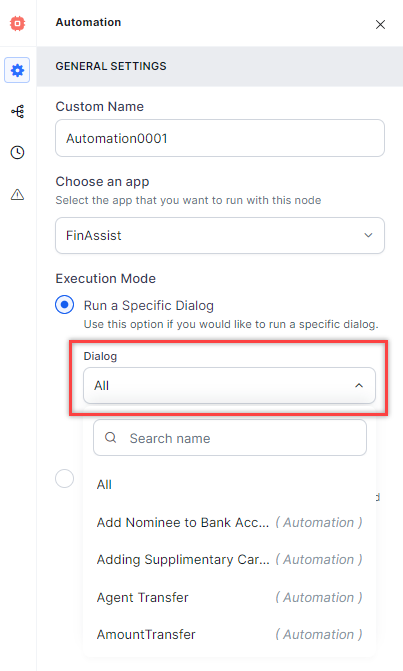 Automation
GENERAL SETTINGS
Custom Name
Automation0001
Choose an app
Select the app that you want to run with this node
FinAssist
Execution Mode
Run a Specific Dialog
Use this option if you would like to run a specific dialog.
Dialog
All
Search name
All
Add Nominee to Bank Acc... ( Automation )
Adding Supplimentary Car... ( Automation )
Agent Transfer ( Automation )
AmountTransfer ( Automation )